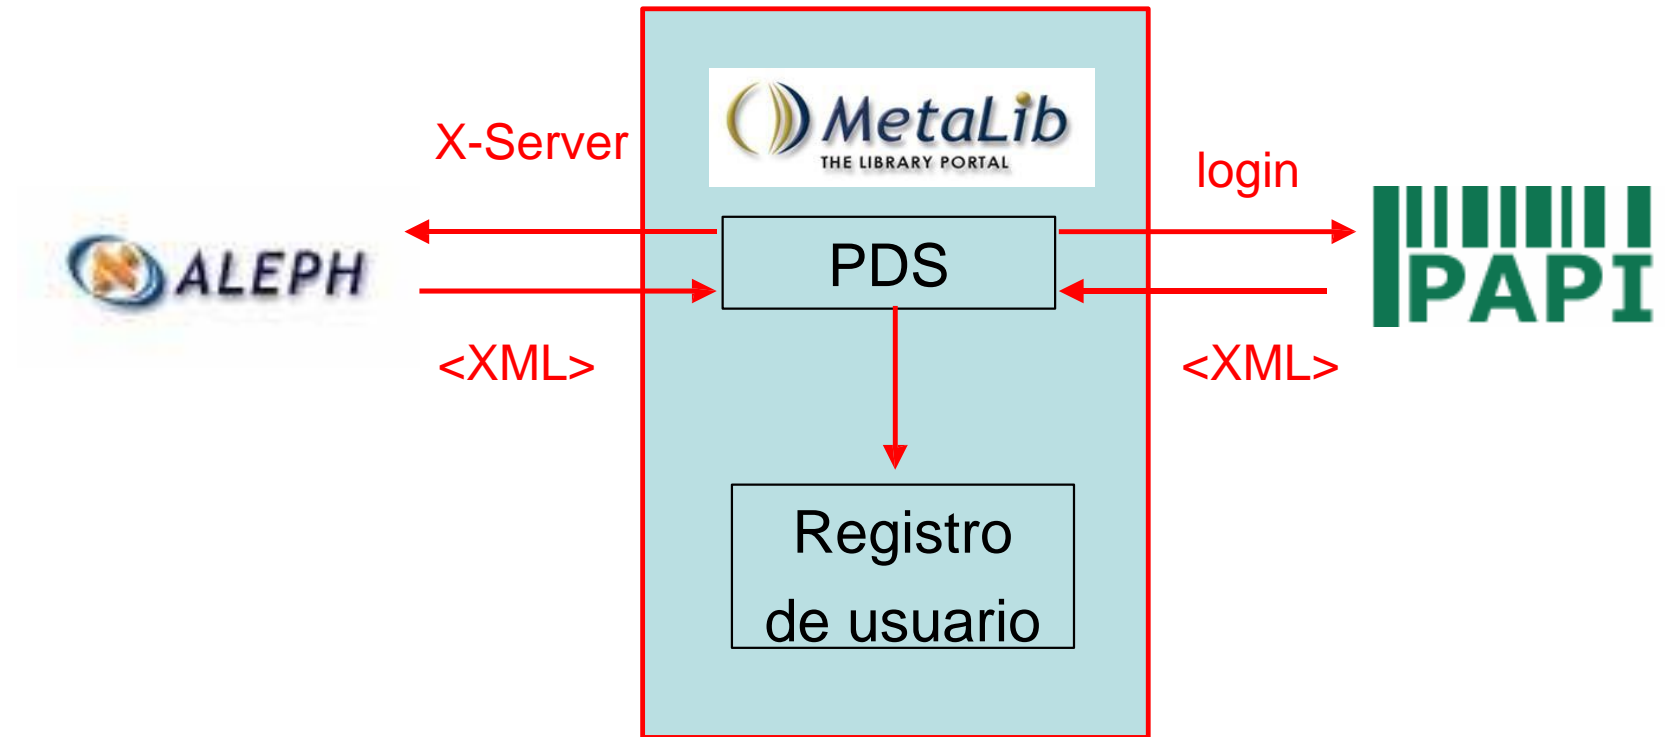 MetaLib
THE LIBRARY PORTAL
X-Server
login
PDS
ALEPH
PAPI
<XML>
<XML>
Registro
de usuario